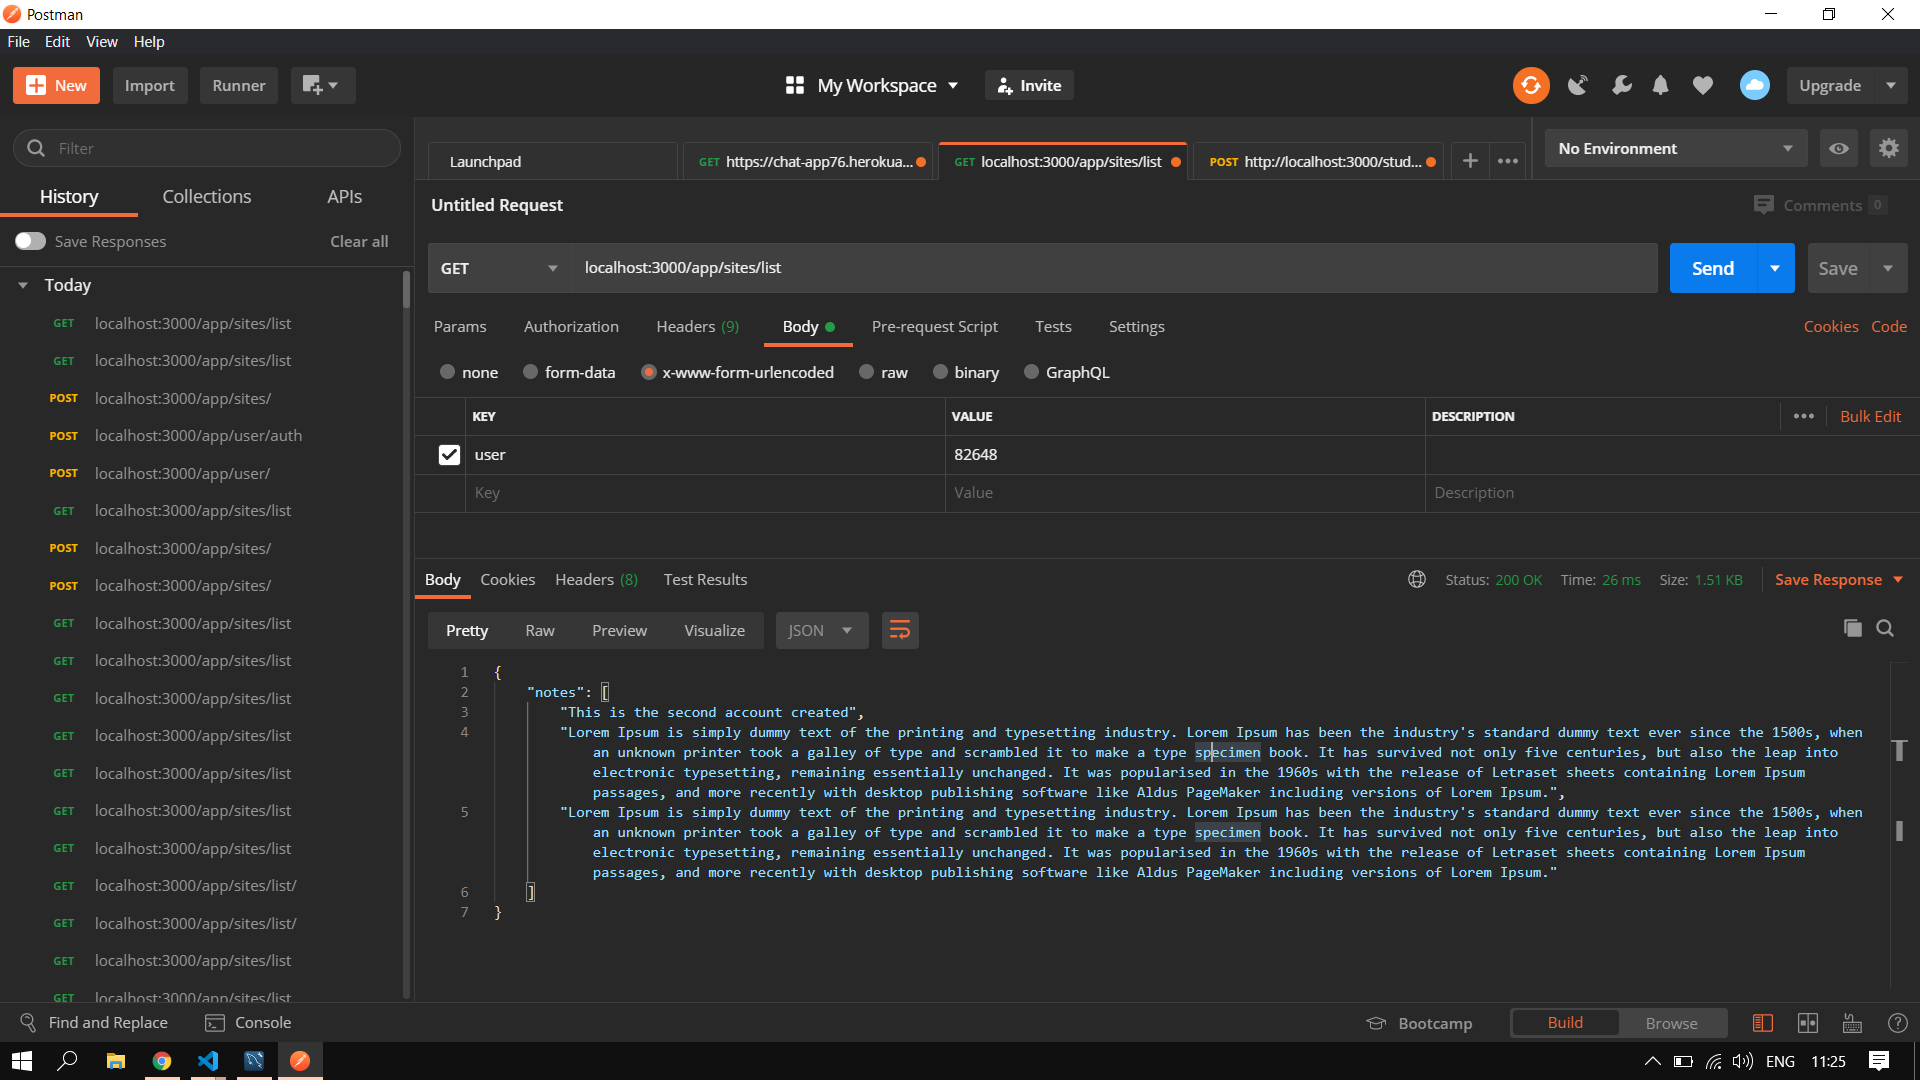 Postman
File Edit View Help
New Import Runner My Workspace Invite Upgrade
Filter
History Collections APIs
Save Responses Clear all
Today
GET localhost:3000/app/sites/list
GET localhost:3000/app/sites/list
POST localhost:3000/app/sites/
POST localhost:3000/app/user/auth
POST localhost:3000/app/user/
GET localhost:3000/app/sites/list
POST localhost:3000/app/sites/
POST localhost:3000/app/sites/
GET localhost:3000/app/sites/list
GET localhost:3000/app/sites/list
GET localhost:3000/app/sites/list
GET localhost:3000/app/sites/list
GET localhost:3000/app/sites/list
GET localhost:3000/app/sites/list
GET localhost:3000/app/sites/list
GET localhost:3000/app/sites/list/
GET localhost:3000/app/sites/list/
GET localhost:3000/app/sites/list
GET localhost:3000/app/sites/list
Launchpad GET https://chat-app76.herokua... GET localhost:3000/app/sites/list POST http://localhost:3000/stud... No Environment
Untitled Request Comments 0
GET localhost:3000/app/sites/list Send Save
Params Authorization Headers (9) Body Pre-request Script Tests Settings Cookies Code
none form-data x-www-form-urlencoded raw binary GraphQL
KEY VALUE DESCRIPTION Bulk Edit
user 82648
Key Value Description
Body Cookies Headers (8) Test Results Status: 200 OK Time: 26 ms Size: 1.51 KB Save Response
Pretty Raw Preview Visualize JSON
1 {
2 "notes": [
3 "This is the second account created",
4 "Lorem Ipsum is simply dummy text of the printing and typesetting industry. Lorem Ipsum has been the industry's standard dummy text ever since the 1500s, when
an unknown printer took a galley of type and scrambled it to make a type specimen book. It has survived not only five centuries, but also the leap into
electronic typesetting, remaining essentially unchanged. It was popularised in the 1960s with the release of Letraset sheets containing Lorem Ipsum
passages, and more recently with desktop publishing software like Aldus PageMaker including versions of Lorem Ipsum.",
5 "Lorem Ipsum is simply dummy text of the printing and typesetting industry. Lorem Ipsum has been the industry's standard dummy text ever since the 1500s, when
an unknown printer took a galley of type and scrambled it to make a type specimen book. It has survived not only five centuries, but also the leap into
electronic typesetting, remaining essentially unchanged. It was popularised in the 1960s with the release of Letraset sheets containing Lorem Ipsum
passages, and more recently with desktop publishing software like Aldus PageMaker including versions of Lorem Ipsum."
6 ]
7 }
Find and Replace Console Bootcamp Build Browse
ENG 11:25